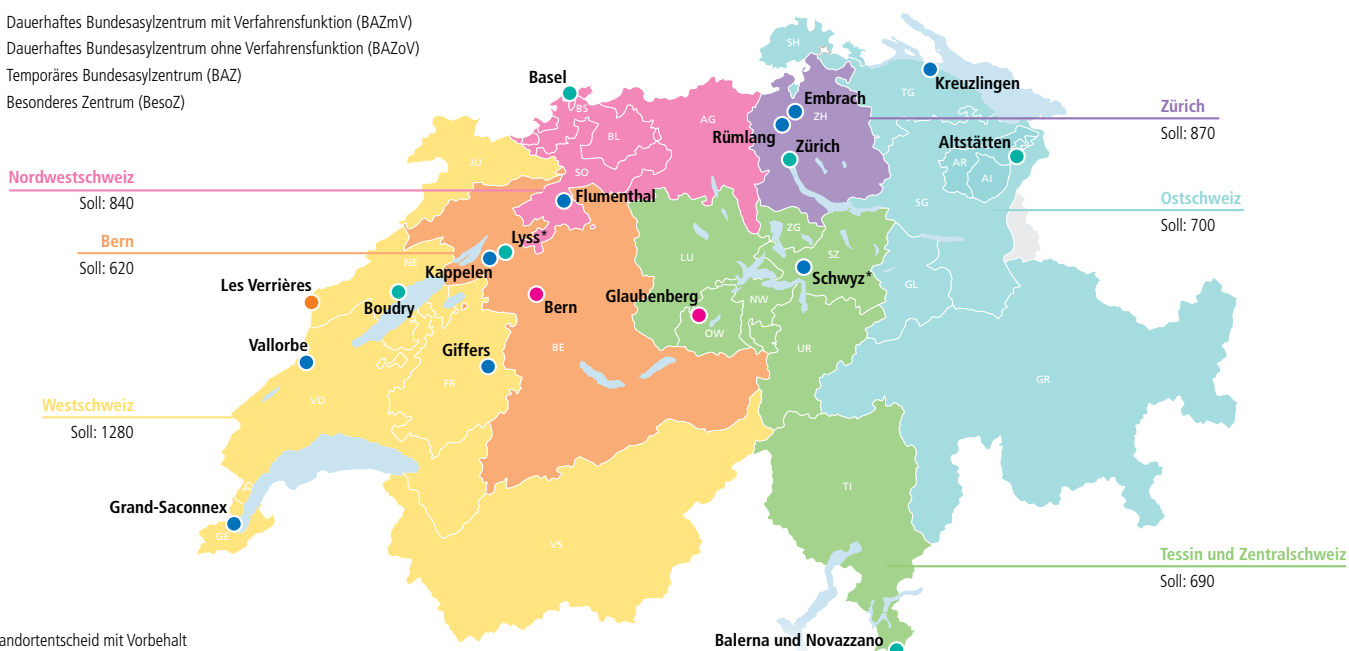 Dauerhaftes Bundesasylzentrum mit Verfahrensfunktion (BAZmV)
Dauerhaftes Bundesasylzentrum ohne Verfahrensfunktion (BAZoV)
Temporäres Bundesasylzentrum (BAZ)
Besonderes Zentrum (BesoZ)
SH
Basel
Kreuzlingen
TG
BS
Embrach
ZH
Zürich
Soll: 870
AG
BL
Rümlang
Zürich
Altstätten
JU
AR
AI
SO
Nordwestschweiz
Soll: 840
Flumenthal
SG
Ostschweiz
Soll: 700
ZG
Bern
Soll: 620
Lyss*
NE
LU
SZ
Kappelen
Schwyz*
Les Verrières
GL
Boudry
Glaubenberg
NW
Bern
OW
Vallorbe
Giffers
BE
UR
FR
GR
VD
Westschweiz
Soll: 1280
TI
Grand-Saconnex
GE
VS
Tessin und Zentralschweiz
Soll: 690
andortentscheid mit Vorbehalt
Balerna und Novazzano